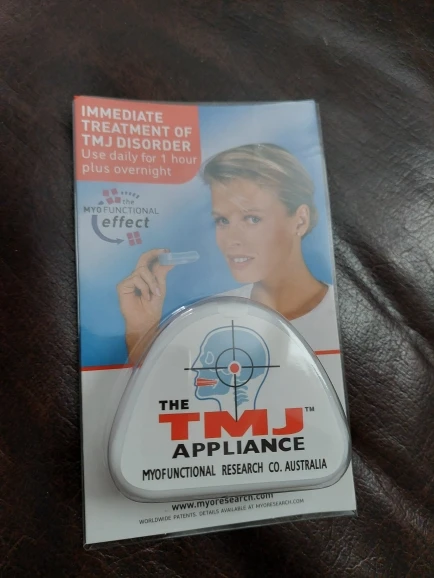 IMMEDIATE
TREATMENT OF
TMJ DISORDER
Use daily for 1 hour
plus overnight
the
MYOFUNCTIONAL
effect
THE
TMJ™
APPLIANCE
MYOFUNCTIONAL RESEARCH CO. AUSTRALIA
www.myoresearch.com
WORLDWIDE PATENTS. DETAILS AVAILABLE AT MYORESEARCH.COM